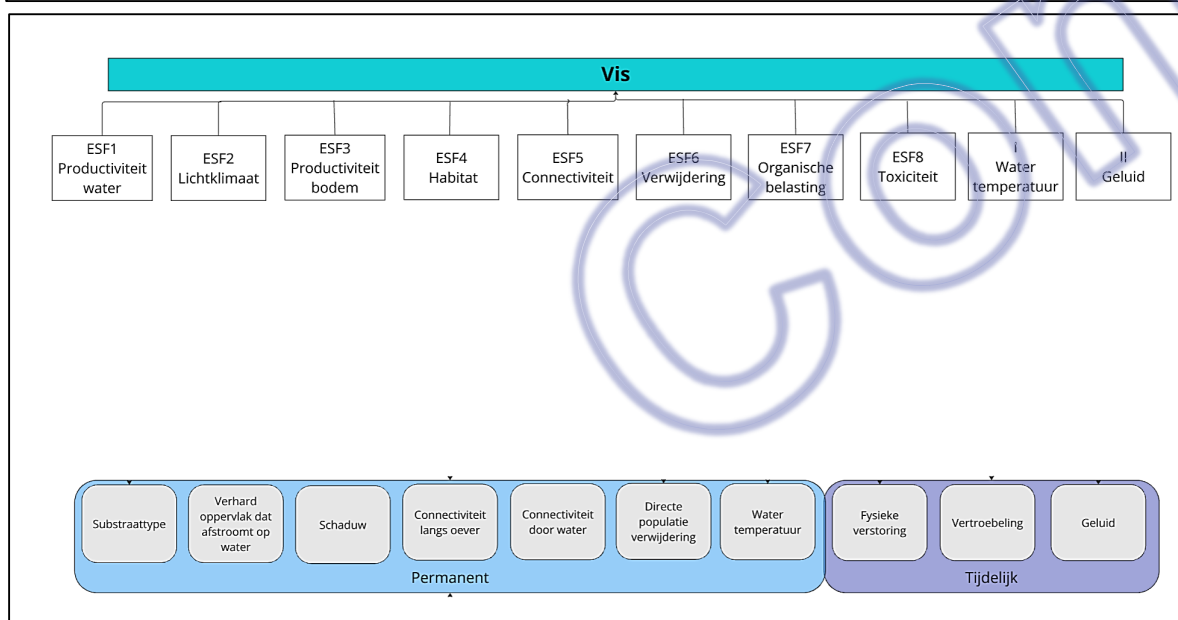 Vis
ESF1
Productiviteit
water
ESF2
Lichtklimaat
ESF3
Productiviteit
bodem
ESF4
Habitat
ESF5
Connectiviteit
ESF6
Verwijdering
ESF7
Organische
belasting
ESF8
Toxiciteit
i
Water
temperatuur
II
Geluid
Con
Substraattype
Verhard
oppervlak dat
afstroomt op
water
Schaduw
Connectiviteit
langs oever
Connectiviteit
door water
Directe
populatie
verwijdering
Water
temperatuur
Fysieke
verstoring
Vertroebeling
Geluid
Permanent
Tijdelijk